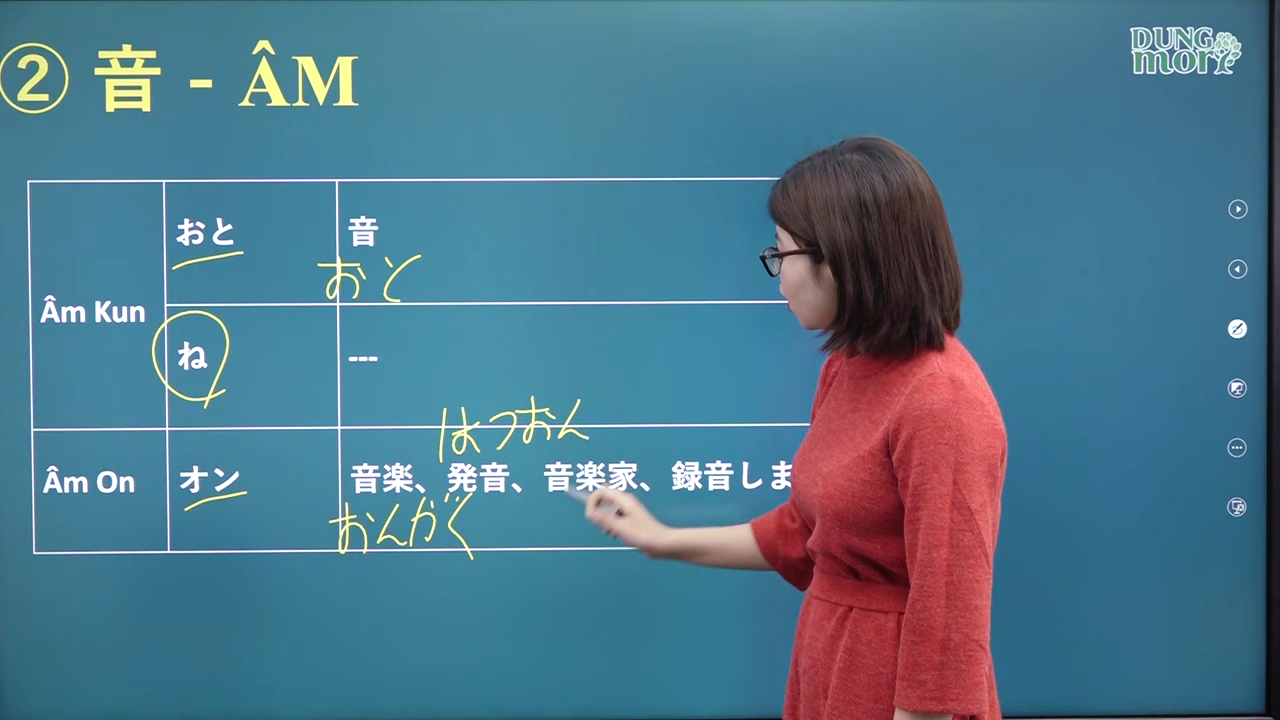 ② 音 - ÂM
DUNG
mori
Âm Kun
おと
音
おと
ね
---
はつおん
Âm On
オン
音楽、発音、音楽家、録音しま
おんがく